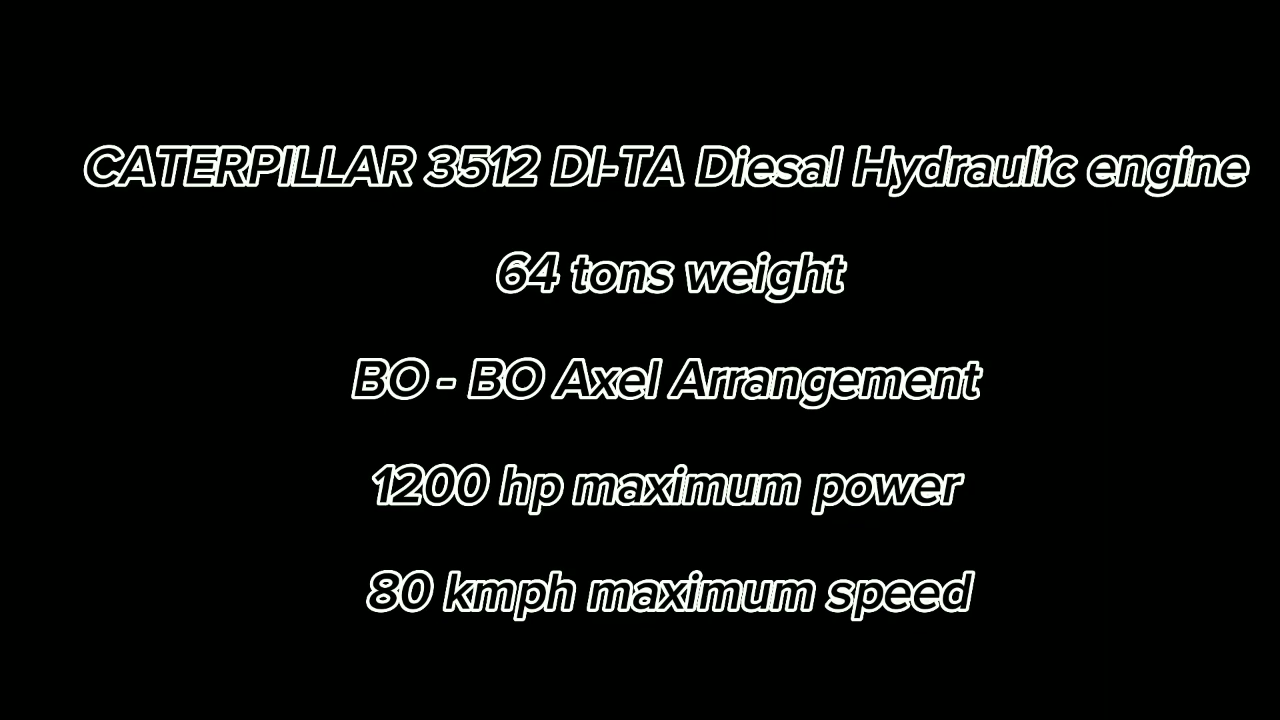 CATERPILLAR 3512 DI-TA Diesal Hydraulic engine
64 tons weight
BO - BO Axel Arrangement
1200 hp maximum power
80 kmph maximum speed